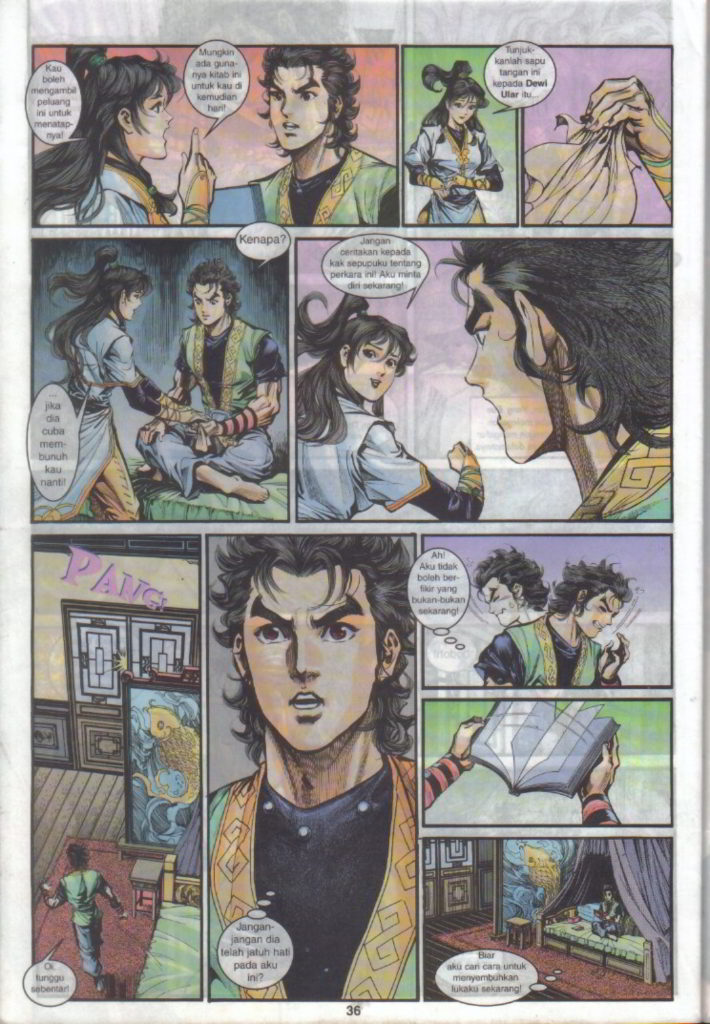 Kau
boleh
mengambil
peluang
ini untuk
menatap-
nya!
Mungkin
ada guna-
nya kitab ini
untuk kau di
kemudian
hari!
Tunjuk-
kanlah sapu
tangan ini
kepada Dewi
Ular itu...
...
jika
dia
cuba
mem-
bunuh
kau
nanti!
Kenapa?
Jangan
ceritakan kepada
kak sepupuku tentang
perkara ini! Aku minta
diri sekarang!
PANG!
Oi,
tunggu
sebentar!
Jangan-
jangan dia
telah jatuh hati
pada aku
ini?
Ah!
Aku tidak
boleh ber-
fikir yang
bukan-bukan
sekarang!
Biar
aku cari cara untuk
menyembuhkan
lukaku sekarang!
36